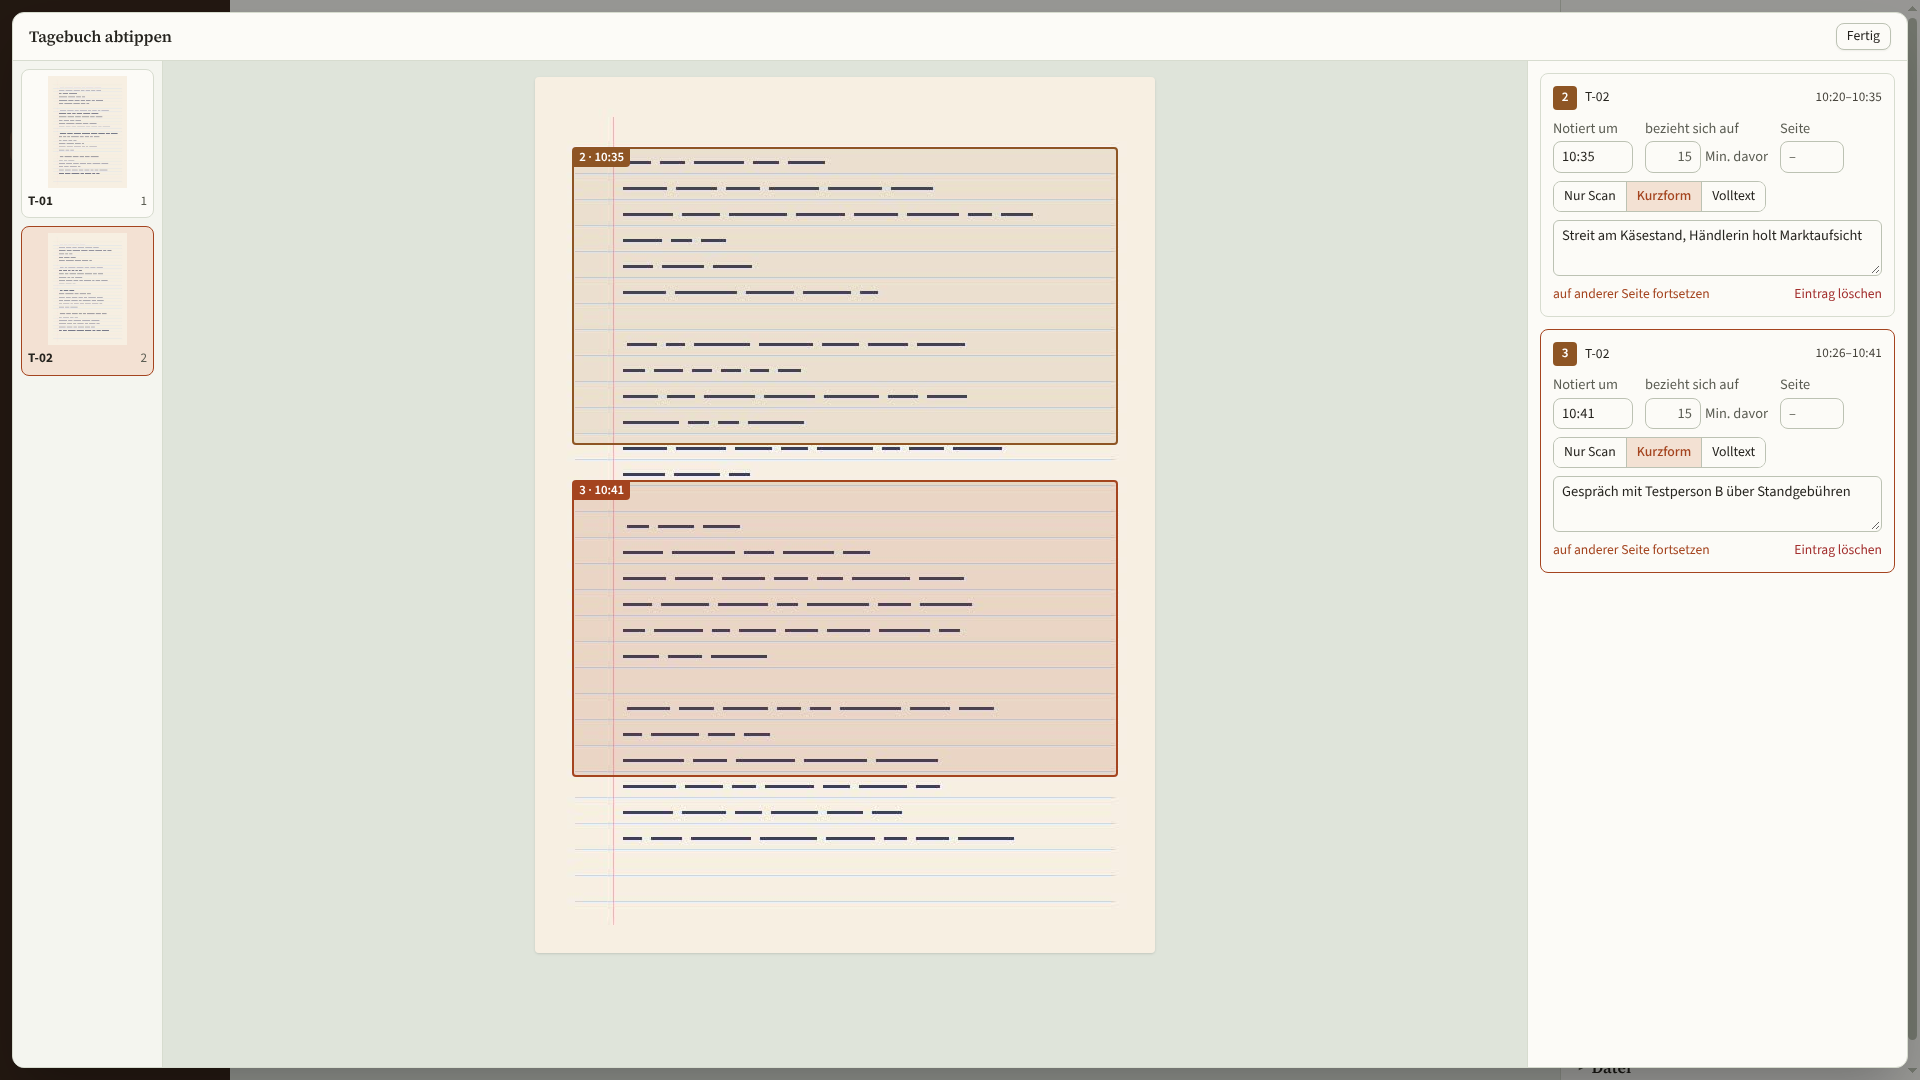 Tagebuch abtippen
Fertig
T-01 1
T-02 2
2 · 10:35
3 · 10:41
2 T-02 10:20–10:35
Notiert um bezieht sich auf Seite
10:35 15 Min. davor –
Nur Scan Kurzform Volltext
Streit am Käsestand, Händlerin holt Marktaufsicht
auf anderer Seite fortsetzen Eintrag löschen
3 T-02 10:26–10:41
Notiert um bezieht sich auf Seite
10:41 15 Min. davor –
Nur Scan Kurzform Volltext
Gespräch mit Testperson B über Standgebühren
auf anderer Seite fortsetzen Eintrag löschen